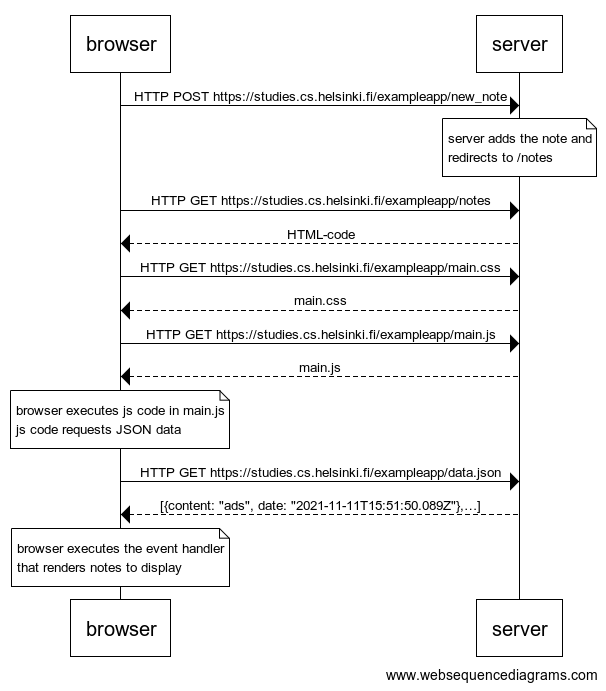 browser
server
HTTP POST https://studies.cs.helsinki.fi/exampleapp/new_note
server adds the note and
redirects to /notes
HTTP GET https://studies.cs.helsinki.fi/exampleapp/notes
HTML-code
HTTP GET https://studies.cs.helsinki.fi/exampleapp/main.css
main.css
HTTP GET https://studies.cs.helsinki.fi/exampleapp/main.js
main.js
browser executes js code in main.js
js code requests JSON data
HTTP GET https://studies.cs.helsinki.fi/exampleapp/data.json
[{content: "ads", date: "2021-11-11T15:51:50.089Z"},...]
browser executes the event handler
that renders notes to display
browser
server
www.websequencediagrams.com